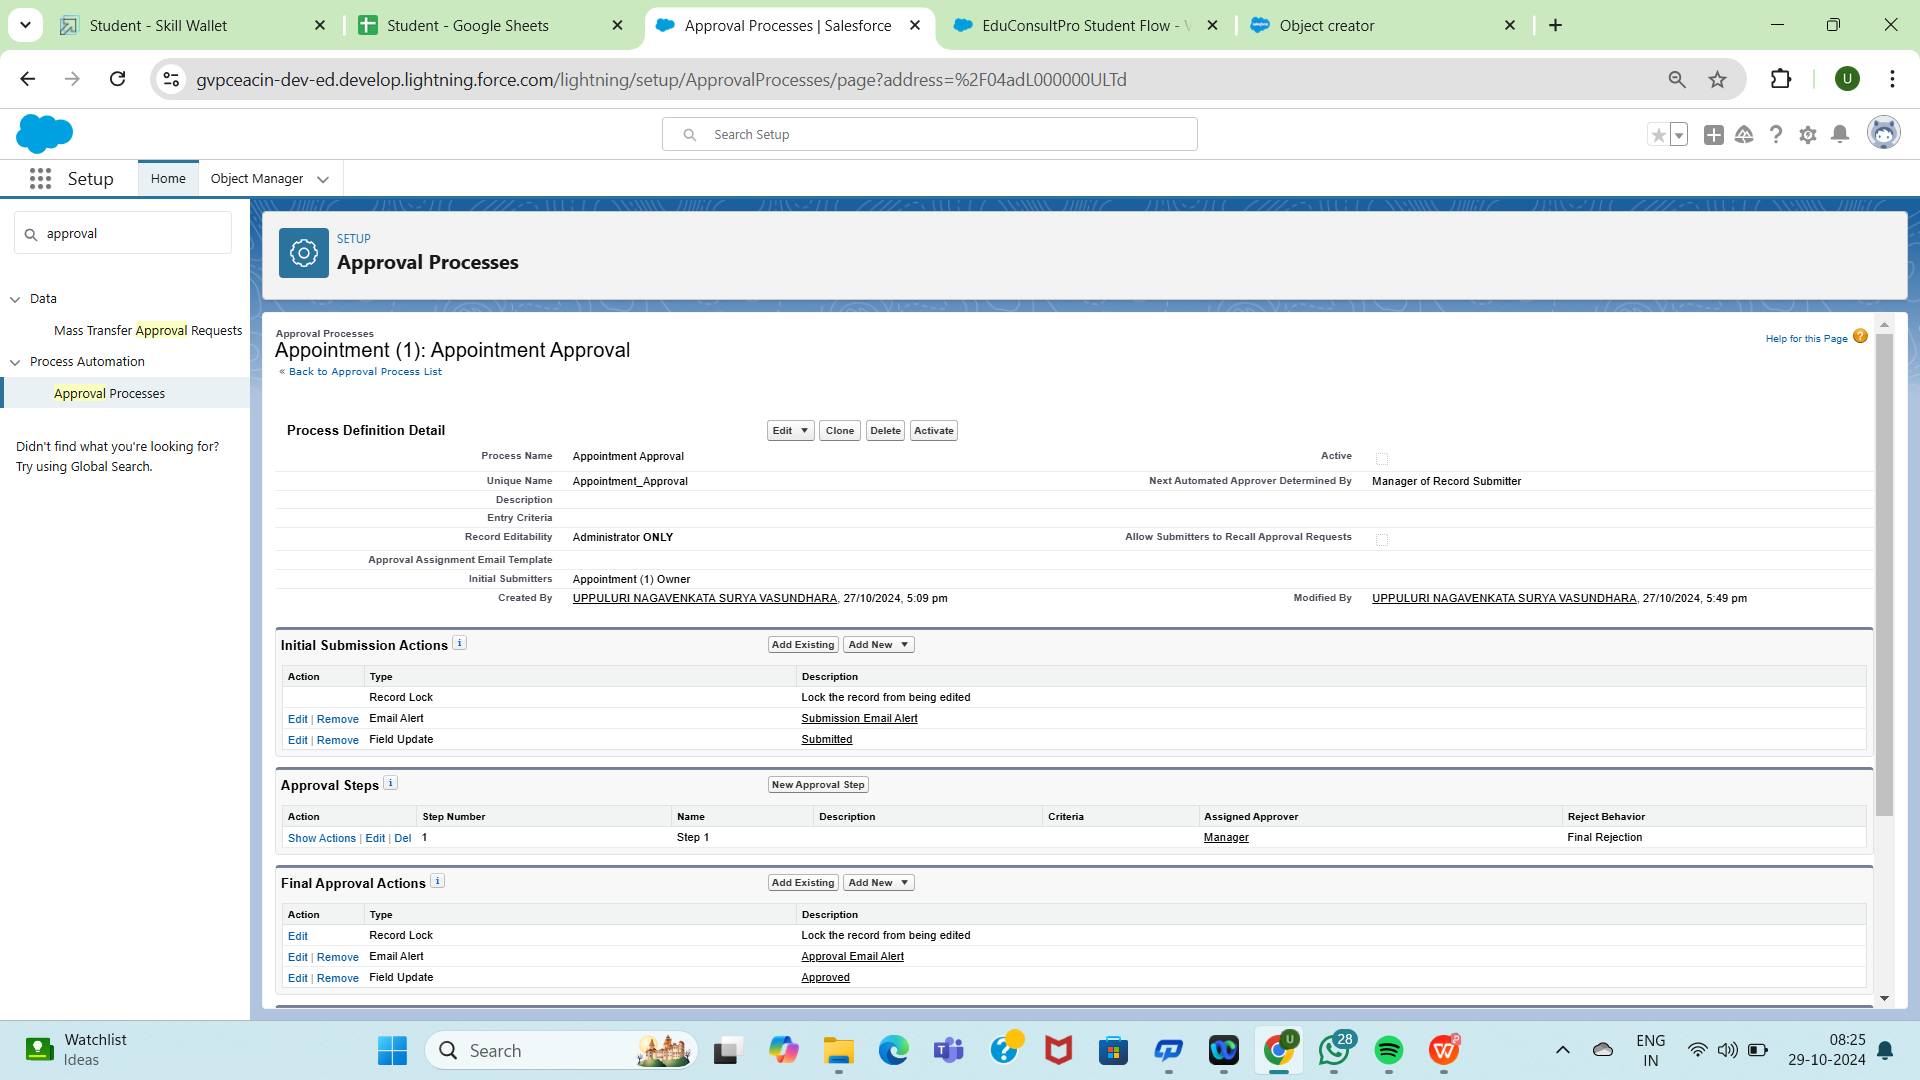 Student - Skill Wallet
Student - Google Sheets
Approval Processes | Salesforce
EduConsultPro Student Flow -
Object creator
gvpceacin-dev-ed.develop.lightning.force.com/lightning/setup/ApprovalProcesses/page?address=%2F04adL000000ULTd
U
Search Setup
Setup
Home
Object Manager
approval
Data
Mass Transfer Approval Requests
Process Automation
Approval Processes
Didn't find what you're looking for?
Try using Global Search.
SETUP
Approval Processes
Approval Processes
Appointment (1): Appointment Approval
« Back to Approval Process List
Help for this Page ?
Process Definition Detail
Edit Clone Delete Activate
Process Name Appointment Approval Active
Unique Name Appointment_Approval Next Automated Approver Determined By Manager of Record Submitter
Description
Entry Criteria
Record Editability Administrator ONLY Allow Submitters to Recall Approval Requests
Approval Assignment Email Template
Initial Submitters Appointment (1) Owner
Created By UPPULURI NAGAVENKATA SURYA VASUNDHARA, 27/10/2024, 5:09 pm Modified By UPPULURI NAGAVENKATA SURYA VASUNDHARA, 27/10/2024, 5:49 pm
Initial Submission Actions i Add Existing Add New
Action Type Description
Record Lock Lock the record from being edited
Edit | Remove Email Alert Submission Email Alert
Edit | Remove Field Update Submitted
Approval Steps i New Approval Step
Action Step Number Name Description Criteria Assigned Approver Reject Behavior
Show Actions | Edit | Del 1 Step 1 Manager Final Rejection
Final Approval Actions i Add Existing Add New
Action Type Description
Edit Record Lock Lock the record from being edited
Edit | Remove Email Alert Approval Email Alert
Edit | Remove Field Update Approved
Watchlist
Ideas
Search
U
28
ENG
IN
08:25
29-10-2024